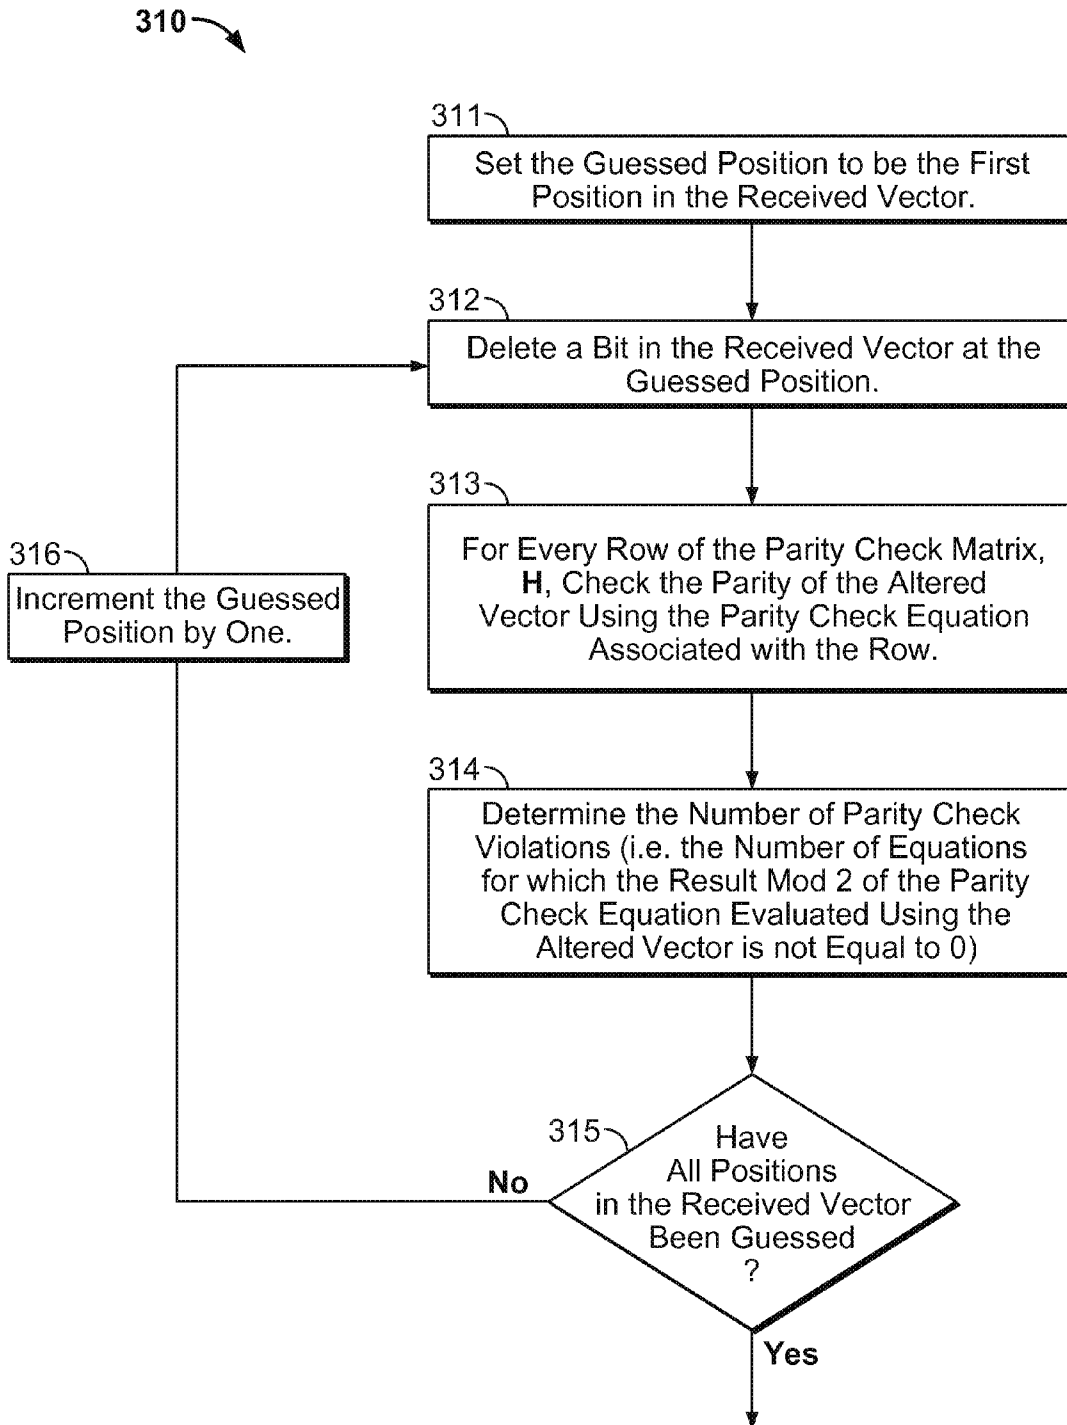 310
311
Set the Guessed Position to be the First
Position in the Received Vector.
312
Delete a Bit in the Received Vector at the
Guessed Position.
313
For Every Row of the Parity Check Matrix,
H, Check the Parity of the Altered
Vector Using the Parity Check Equation
Associated with the Row.
316
Increment the Guessed
Position by One.
314
Determine the Number of Parity Check
Violations (i.e. the Number of Equations
for which the Result Mod 2 of the Parity
Check Equation Evaluated Using the
Altered Vector is not Equal to 0)
315
Have
All Positions
in the Received Vector
Been Guessed
?
No
Yes